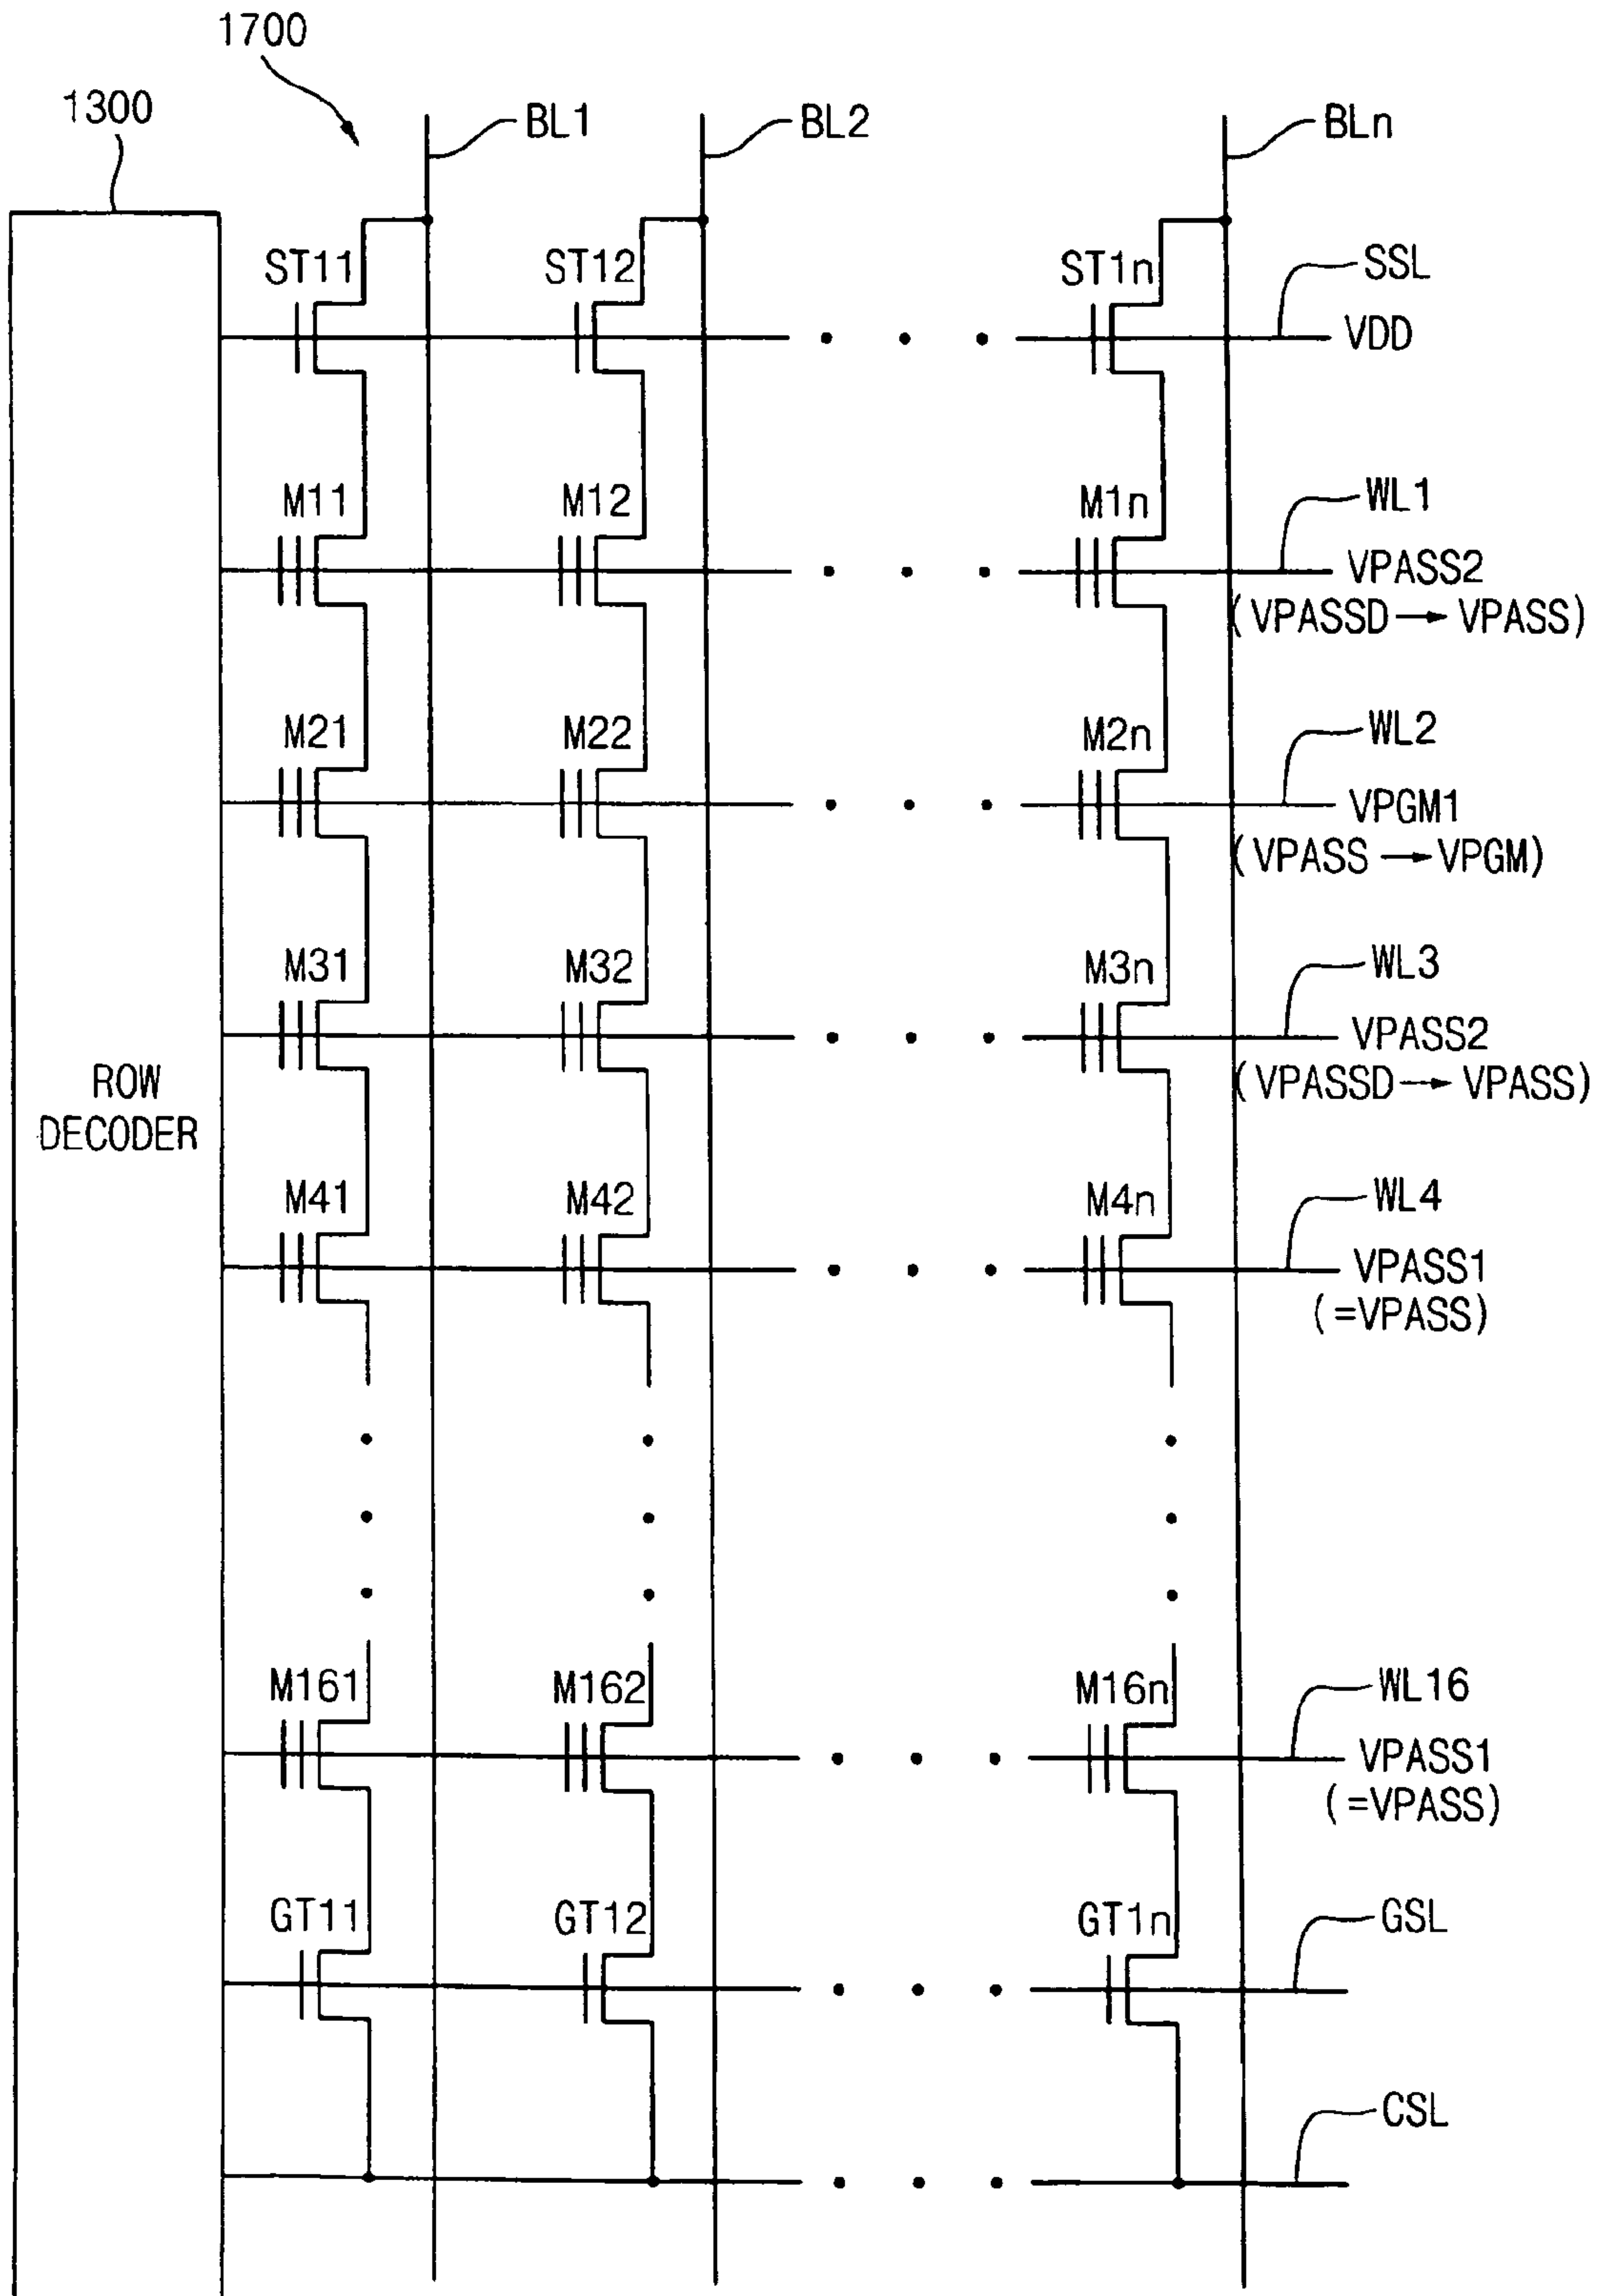 1700
1300
BL1
BL2
BLn
ST11
ST12
ST1n
SSL
VDD
M11
M12
M1n
WL1
VPASS2
(VPASSD → VPASS)
M21
M22
M2n
WL2
VPGM1
(VPASS → VPGM)
M31
M32
M3n
WL3
VPASS2
(VPASSD → VPASS)
ROW
DECODER
M41
M42
M4n
WL4
VPASS1
(=VPASS)
M161
M162
M16n
WL16
VPASS1
(=VPASS)
GT11
GT12
GT1n
GSL
CSL